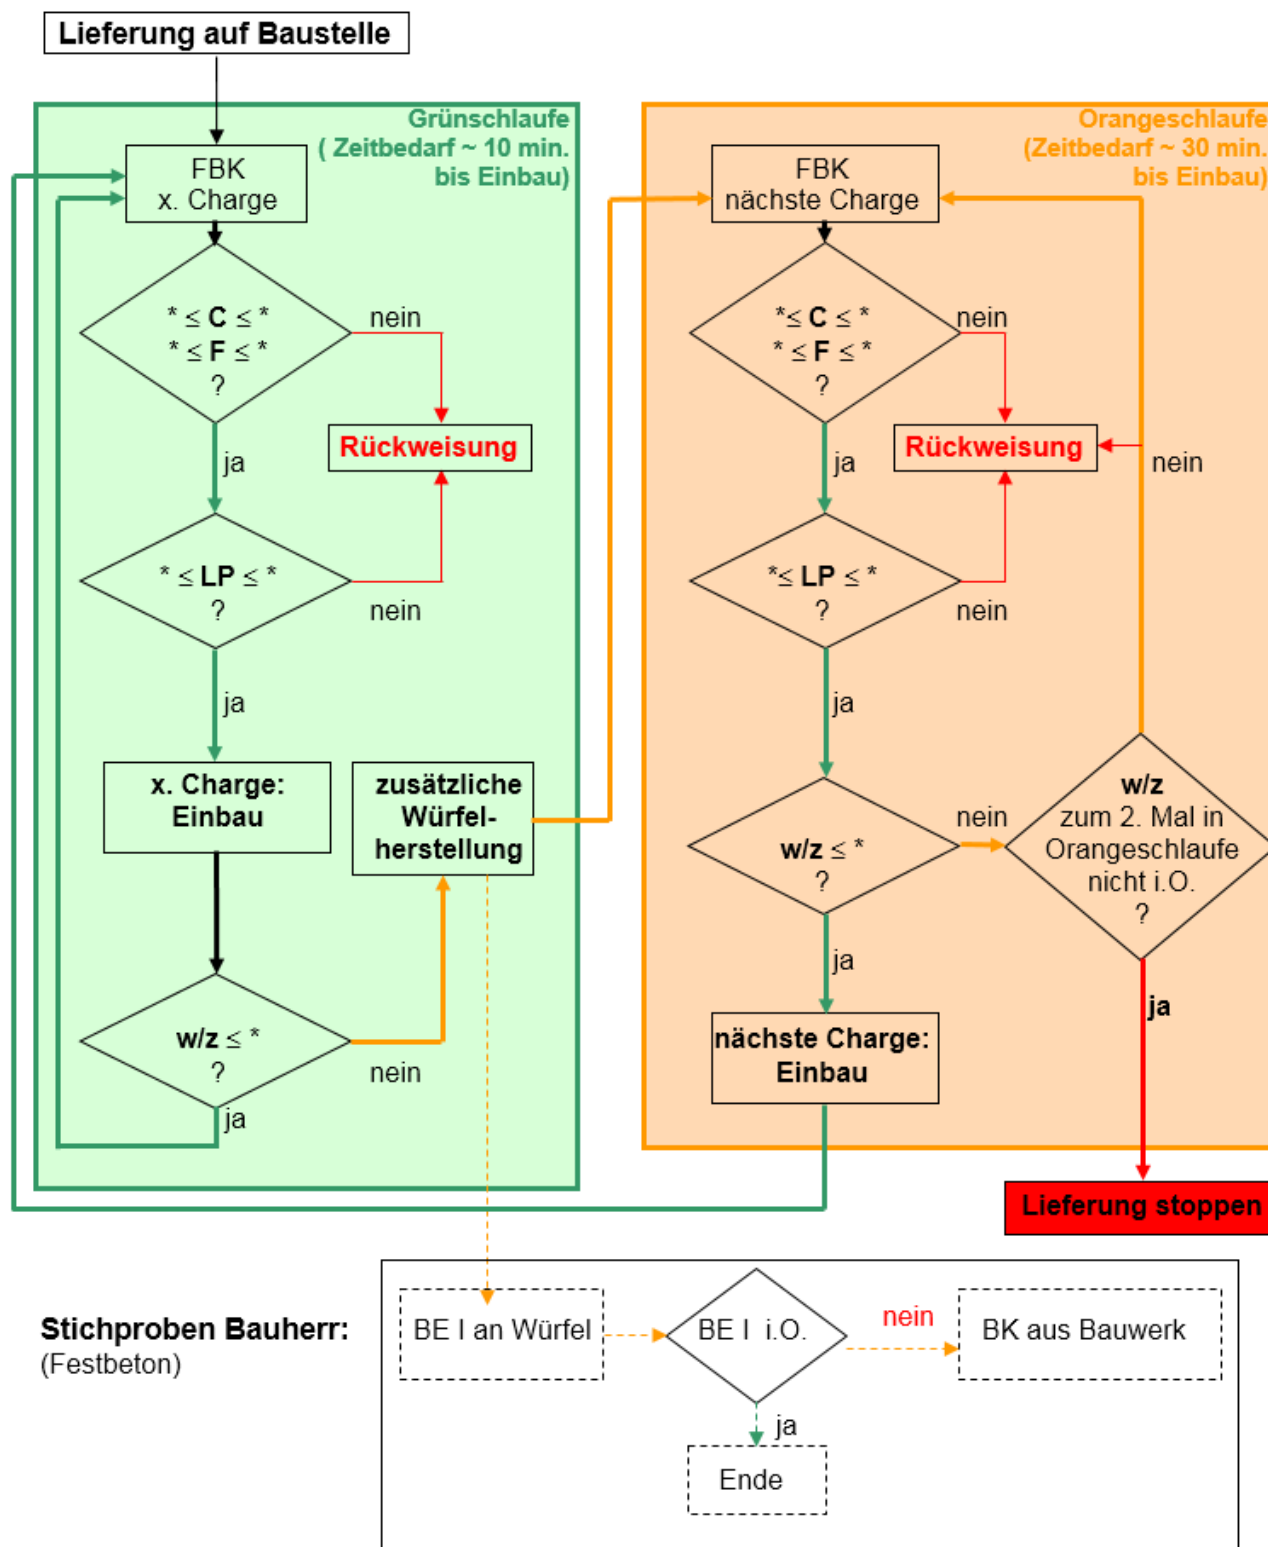 Lieferung auf Baustelle
Grünschlaufe
( Zeitbedarf ~ 10 min.
bis Einbau)
FBK
x. Charge
* ≤ C ≤ *
* ≤ F ≤ *
?
nein
Rückweisung
ja
* ≤ LP ≤ *
?
nein
ja
x. Charge:
Einbau
zusätzliche
Würfel-
herstellung
w/z ≤ *
?
nein
ja
Orangeschlaufe
(Zeitbedarf ~ 30 min.
bis Einbau)
FBK
nächste Charge
*≤ C ≤ *
* ≤ F ≤ *
?
nein
Rückweisung
nein
ja
*≤ LP ≤ *
?
nein
ja
w/z ≤ *
?
nein
w/z
zum 2. Mal in
Orangeschlaufe
nicht i.O.
?
ja
ja
nächste Charge:
Einbau
Lieferung stoppen
Stichproben Bauherr:
(Festbeton)
BE I an Würfel
BE I i.O.
nein
BK aus Bauwerk
ja
Ende